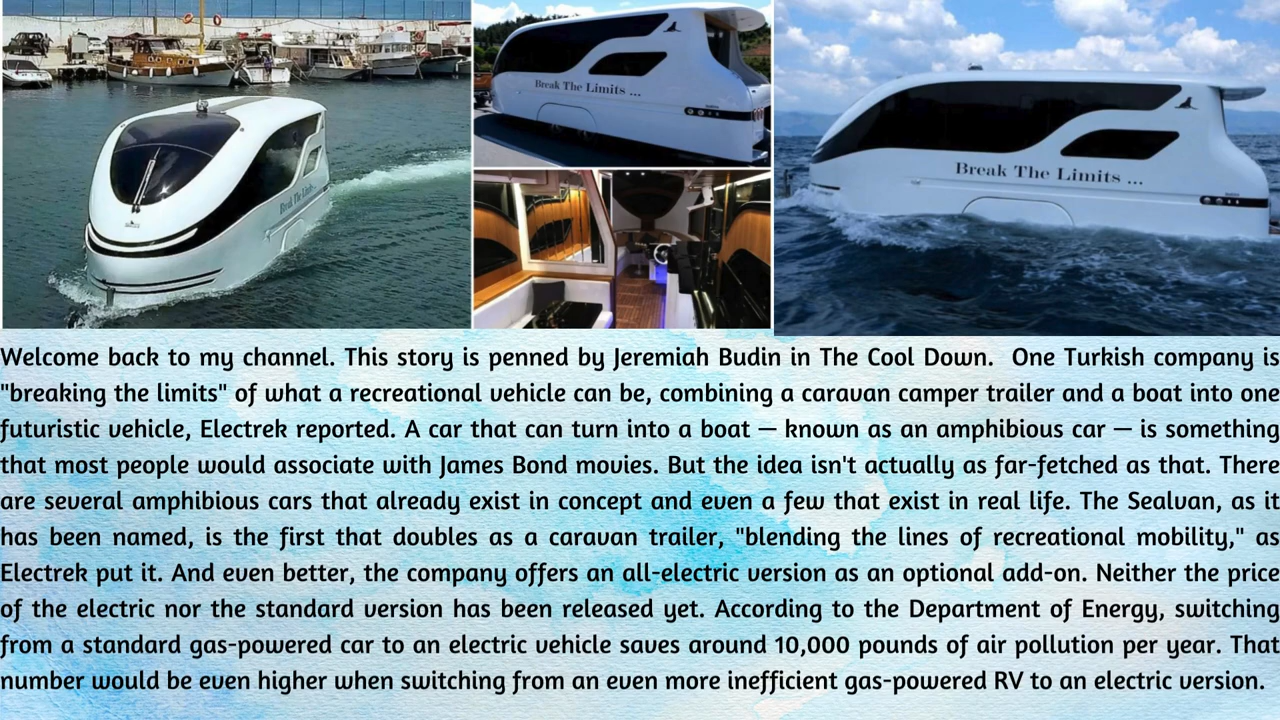 Break The Limits ...
Break The Limits ...
Break The Limits ...
Welcome back to my channel. This story is penned by Jeremiah Budin in The Cool Down. One Turkish company is
"breaking the limits" of what a recreational vehicle can be, combining a caravan camper trailer and a boat into one
futuristic vehicle, Electrek reported. A car that can turn into a boat — known as an amphibious car — is something
that most people would associate with James Bond movies. But the idea isn't actually as far-fetched as that. There
are several amphibious cars that already exist in concept and even a few that exist in real life. The Sealvan, as it
has been named, is the first that doubles as a caravan trailer, "blending the lines of recreational mobility," as
Electrek put it. And even better, the company offers an all-electric version as an optional add-on. Neither the price
of the electric nor the standard version has been released yet. According to the Department of Energy, switching
from a standard gas-powered car to an electric vehicle saves around 10,000 pounds of air pollution per year. That
number would be even higher when switching from an even more inefficient gas-powered RV to an electric version.